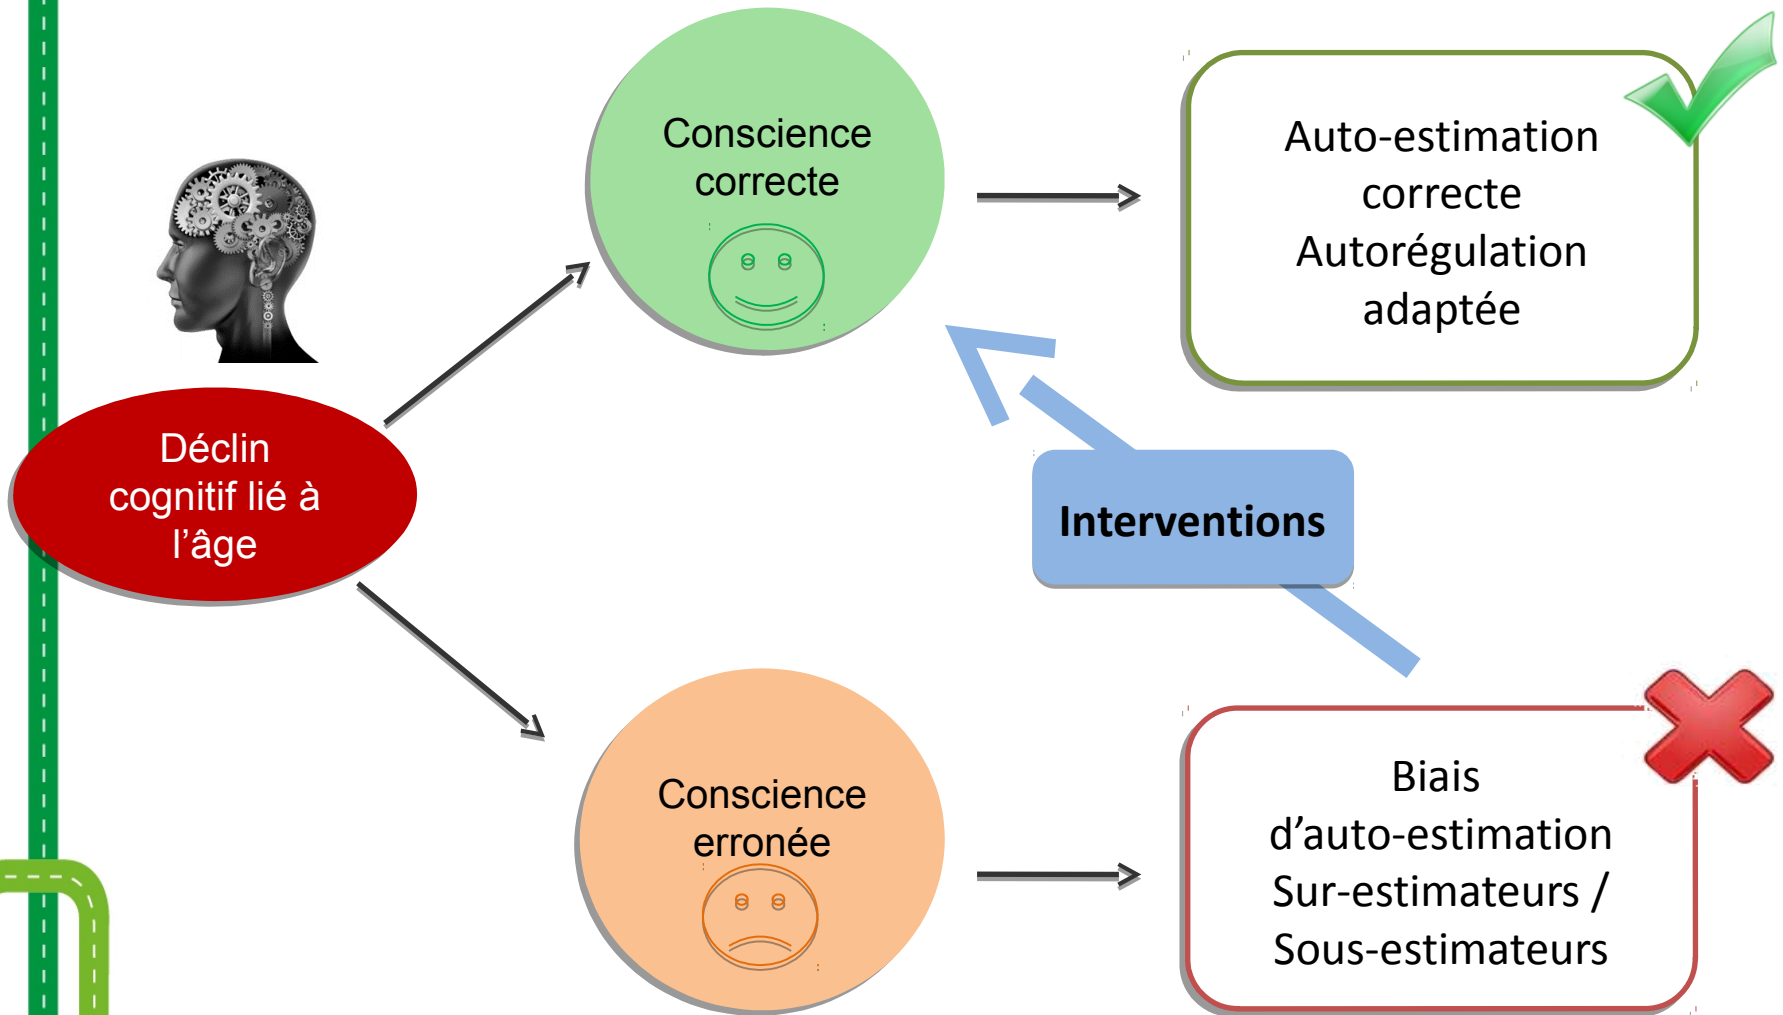 Conscience
correcte
Auto-estimation
correcte
Autorégulation
adaptée
Déclin
cognitif lié à
l’âge
Interventions
Conscience
erronée
Biais
d’auto-estimation
Sur-estimateurs /
Sous-estimateurs